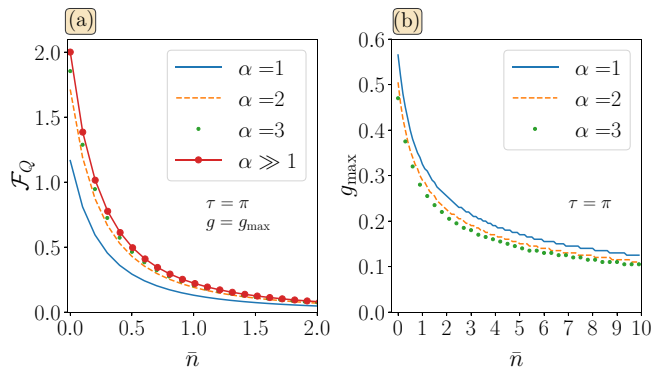 (a)
2.0
1.5
1.0
0.5
0.0
𝓕_Q
α =1
α =2
α =3
α ≫ 1
τ = π
g = g_max
0.0 0.5 1.0 1.5 2.0
n̄
(b)
0.6
0.5
0.4
0.3
0.2
0.1
0.0
g_max
α =1
α =2
α =3
τ = π
0 1 2 3 4 5 6 7 8 9 10
n̄